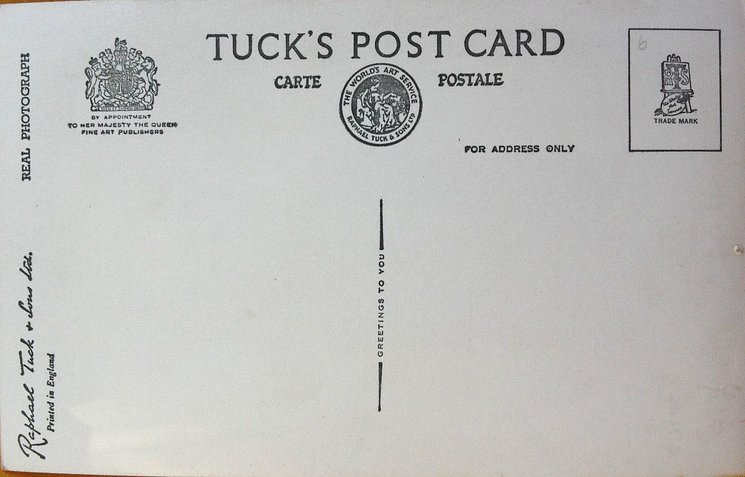 TUCK'S POST CARD
CARTE POSTALE
THE WORLD'S ART SERVICE
RAPHAEL TUCK & SONS LTD
BY APPOINTMENT
TO HER MAJESTY THE QUEEN
FINE ART PUBLISHERS
REAL PHOTOGRAPH
6
TRADE MARK
FOR ADDRESS ONLY
GREETINGS TO YOU
Raphael Tuck & Sons Ltd.
Printed in England